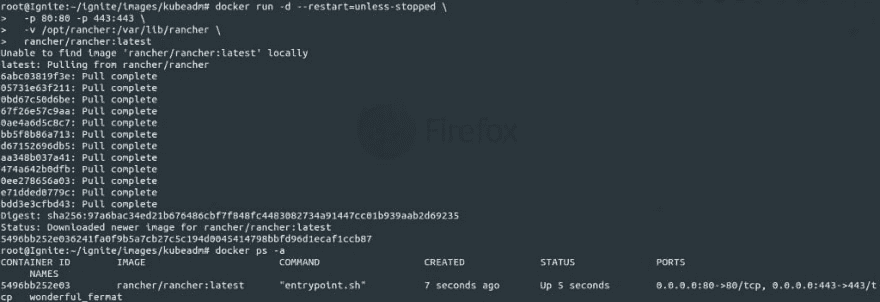 root@Ignite:~/ignite/images/kubeadm# docker run -d --restart=unless-stopped \
>   -p 80:80 -p 443:443 \
>   -v /opt/rancher:/var/lib/rancher \
>   rancher/rancher:latest
Unable to find image 'rancher/rancher:latest' locally
latest: Pulling from rancher/rancher
6abc03819f3e: Pull complete
05731e63f211: Pull complete
0bd67c50d6be: Pull complete
67f26e57c9aa: Pull complete
0ae4a6d5c8c7: Pull complete
bb5f8b86a713: Pull complete
d67152696db5: Pull complete
aa348b037a41: Pull complete
474a642b0dfb: Pull complete
0ee278656a03: Pull complete
e71dded0779c: Pull complete
bdd3e3cfbd43: Pull complete
Digest: sha256:97a6bac34ed21b676486cbf7f848fc4483082734a91447cc01b939aab2d69235
Status: Downloaded newer image for rancher/rancher:latest
5496bb252e036241fa0f9b5a7cb27c5c194d0045414798bbfd96d1ecaf1ccb87
root@Ignite:~/ignite/images/kubeadm# docker ps -a
CONTAINER ID        IMAGE                    COMMAND             CREATED             STATUS              PORTS
     NAMES
5496bb252e03        rancher/rancher:latest   "entrypoint.sh"     7 seconds ago       Up 5 seconds        0.0.0.0:80->80/tcp, 0.0.0.0:443->443/t
cp   wonderful_fermat
Firefox